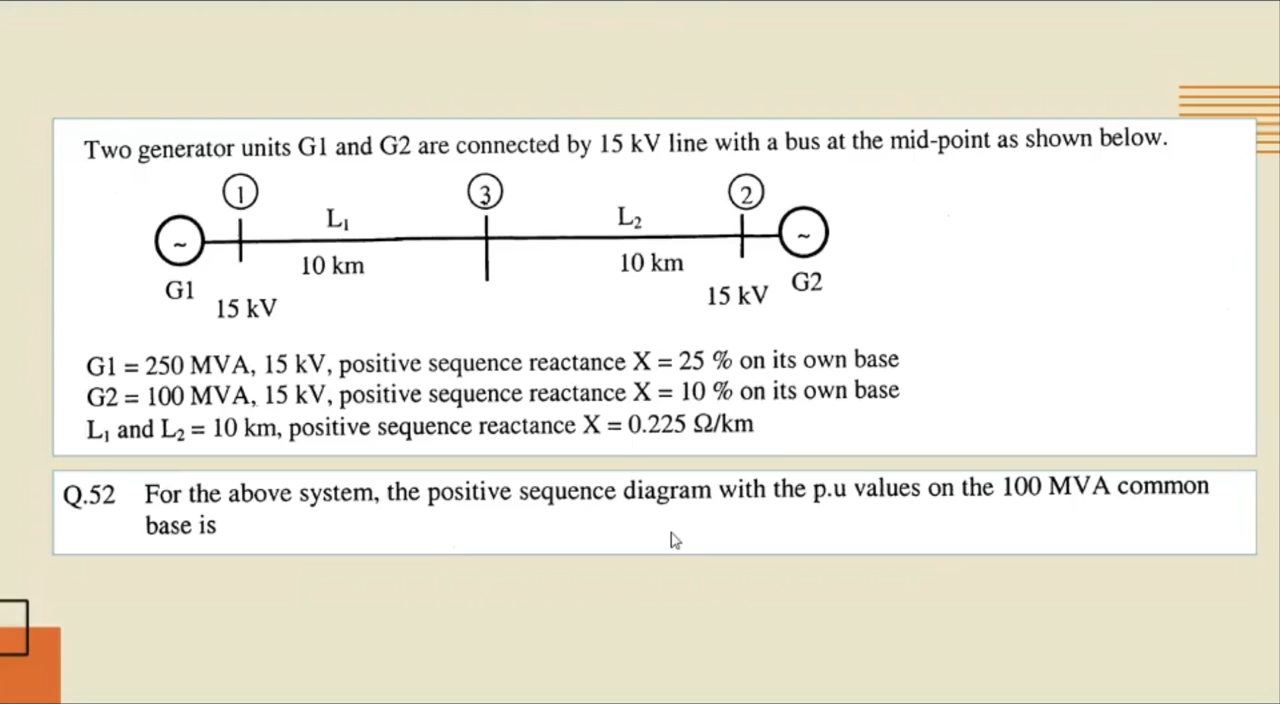 Two generator units G1 and G2 are connected by 15 kV line with a bus at the mid-point as shown below.
1 3 2
L₁ L₂
~ ~
10 km 10 km
G1 G2
15 kV 15 kV
G1 = 250 MVA, 15 kV, positive sequence reactance X = 25 % on its own base
G2 = 100 MVA, 15 kV, positive sequence reactance X = 10 % on its own base
L₁ and L₂ = 10 km, positive sequence reactance X = 0.225 Ω/km
Q.52 For the above system, the positive sequence diagram with the p.u values on the 100 MVA common
base is